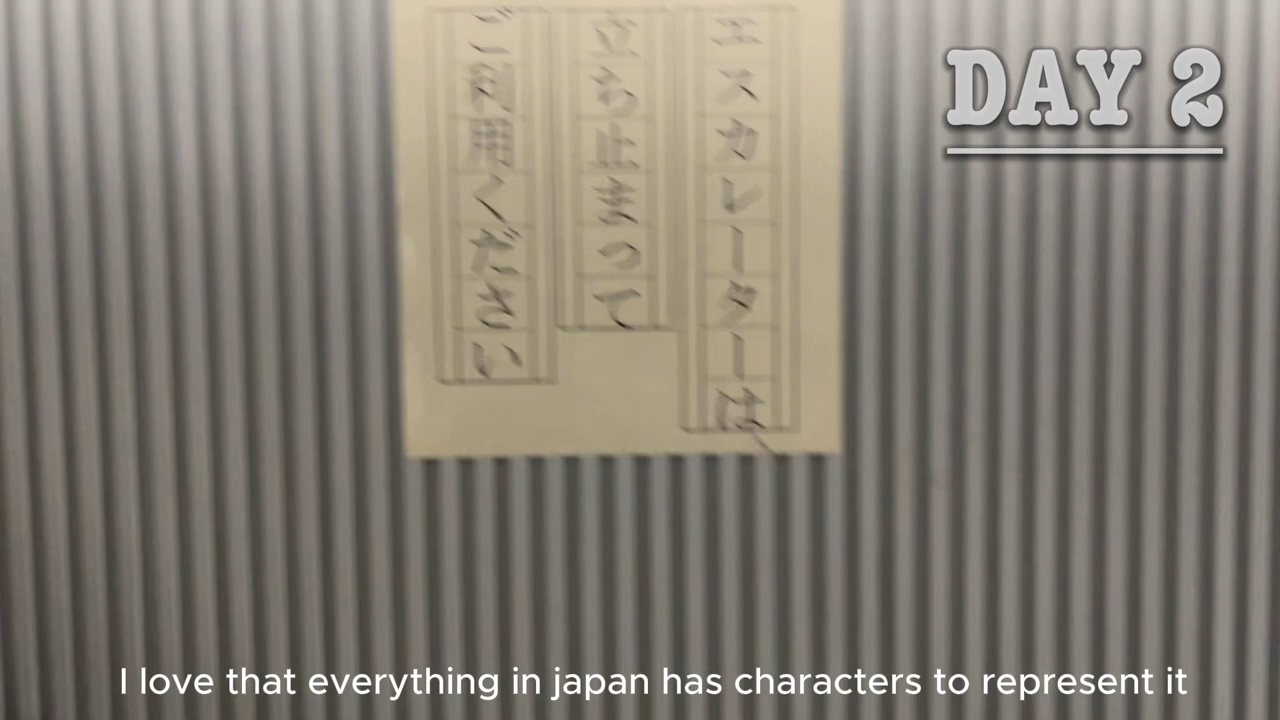 エスカレーターは、
立ち止まって
ご使用ください
DAY 2
I love that everything in japan has characters to represent it